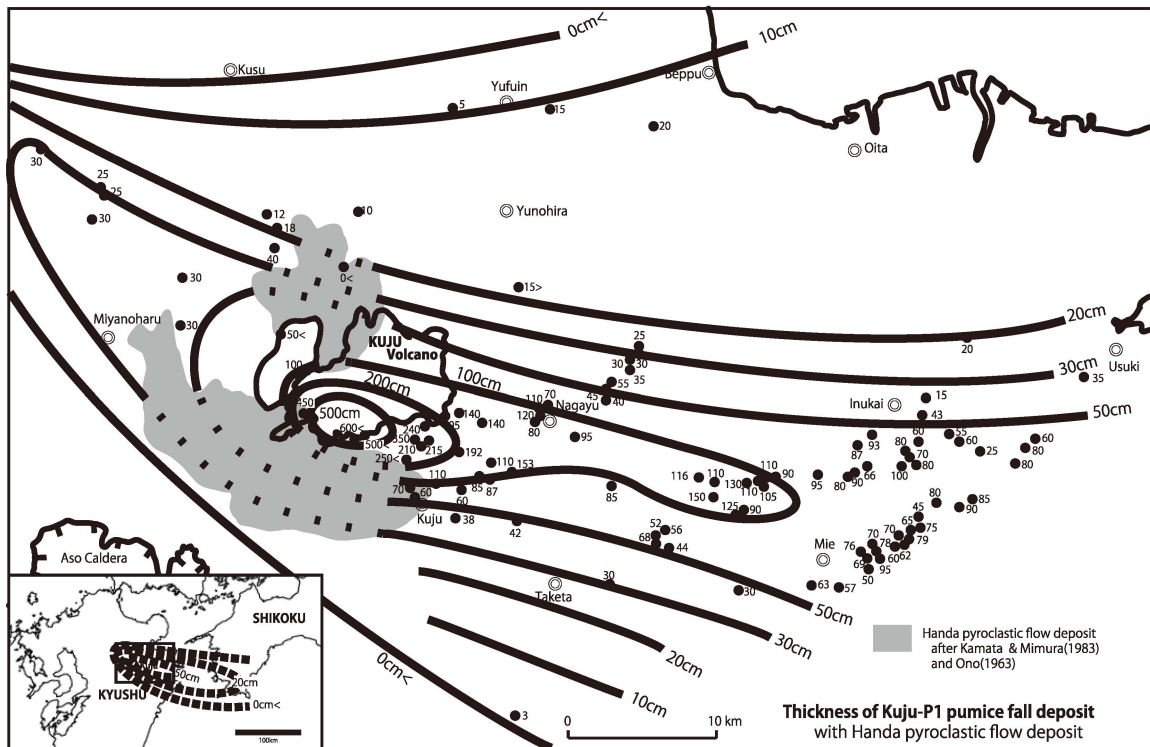 0cm<
10cm
Kusu
Beppu
Yufuin
5
15
20
Oita
30
25
25
30
12
10
18
40
Yunohira
0<
30
15>
Miyanoharu
30
50<
KUJU
Volcano
20cm
20
Usuki
25
30
30
35
30cm
35
100
200cm
100cm
55
45
40
50cm
15
Inukai
43
450
500cm
600<
140
95
140
110
70
Nagayu
120
80
95
240
350
500<
210
215
250<
192
110
153
110
85
87
70
60
60
Kuju
38
42
85
116
110
150
130
110
110
90
105
125
90
93
87
60
80
70
80
100
66
90
80
95
55
60
25
60
80
80
80
85
90
45
75
65
70
79
62
78
60
70
76
69
95
50
Mie
63
57
52
56
68
44
30
30
Taketa
50cm
30cm
20cm
10cm
0cm<
3
Aso Caldera
SHIKOKU
KYUSHU
50cm
20cm
0cm<
100km
0
10 km
Handa pyroclastic flow deposit
after Kamata & Mimura(1983)
and Ono(1963)
Thickness of Kuju-P1 pumice fall deposit
with Handa pyroclastic flow deposit